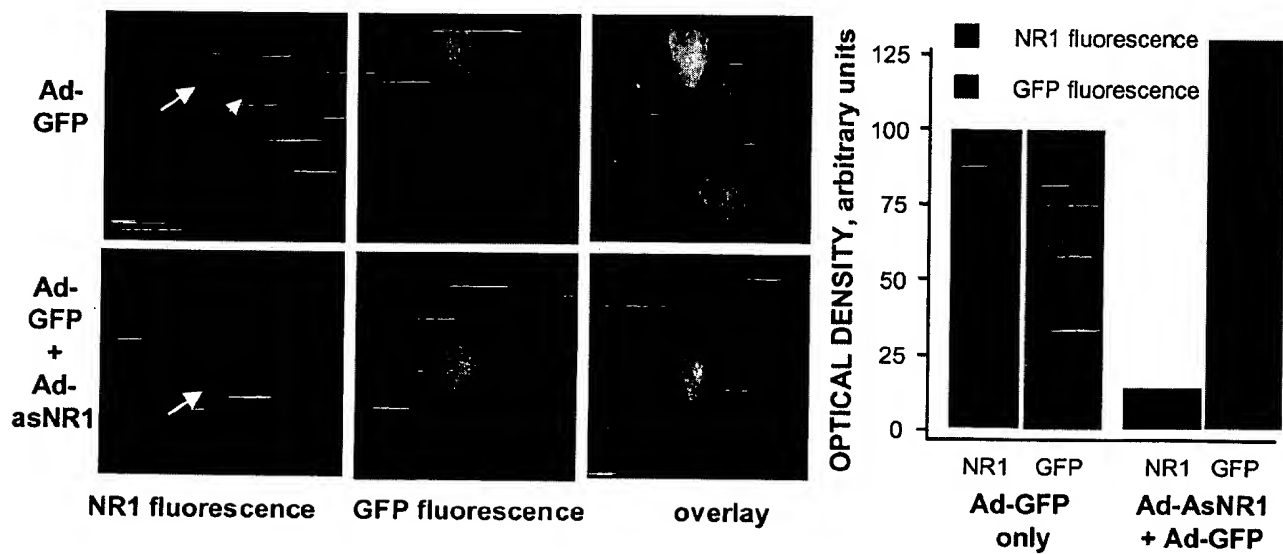 Ad-
GFP
Ad-
GFP
+
Ad-
asNR1
NR1 fluorescence
GFP fluorescence
overlay
OPTICAL DENSITY, arbitrary units
125
100
75
50
25
0
NR1 fluorescence
GFP fluorescence
NR1 GFP
NR1 GFP
Ad-GFP
only
Ad-AsNR1
+ Ad-GFP